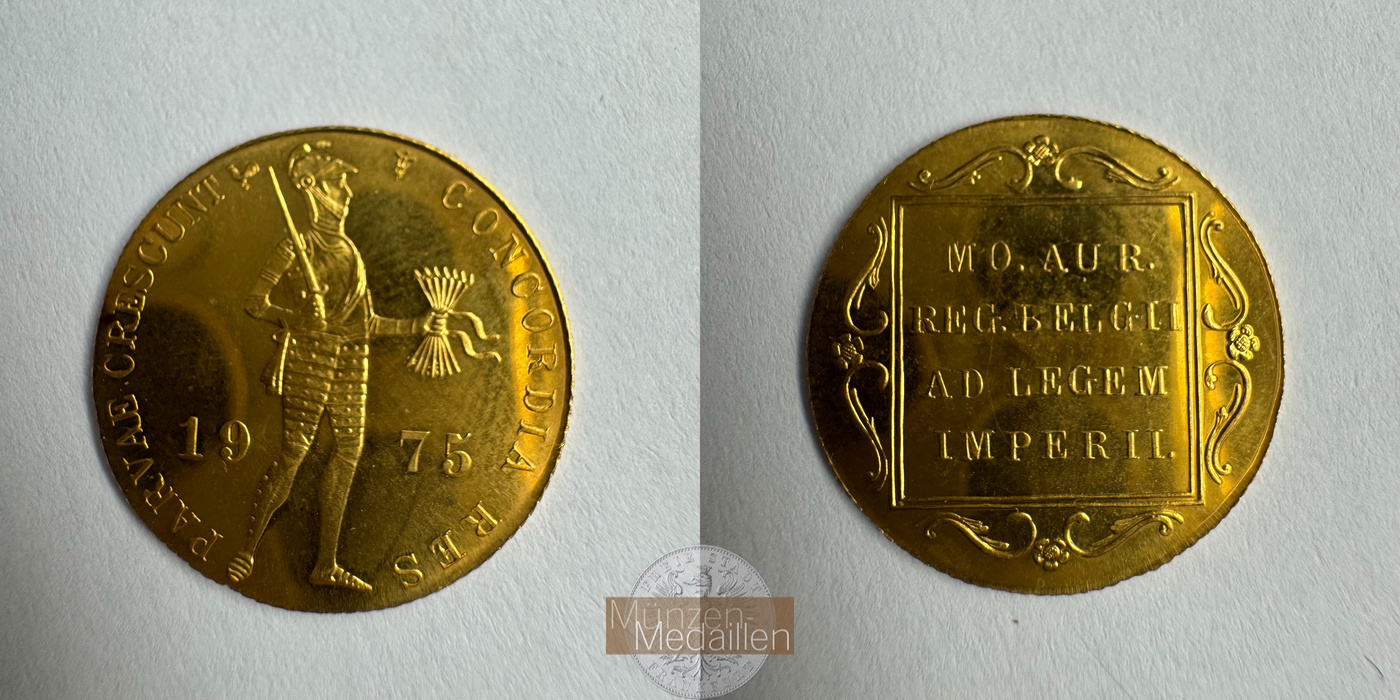 CONCORDIA RES
PARVAE·CRESCUNT
19 75
MO. AUR.
REG. BELGII
AD LEGEM
IMPERII.
Münzen-
Medaillen